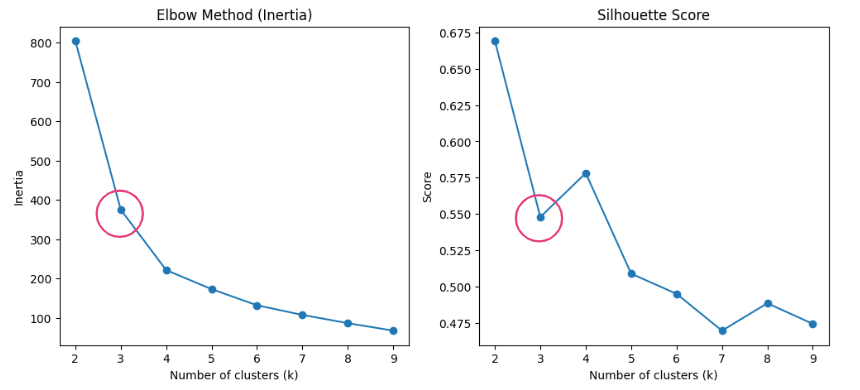 Elbow Method (Inertia)
Inertia
800
700
600
500
400
300
200
100
2 3 4 5 6 7 8 9
Number of clusters (k)
Silhouette Score
Score
0.675
0.650
0.625
0.600
0.575
0.550
0.525
0.500
0.475
2 3 4 5 6 7 8 9
Number of clusters (k)